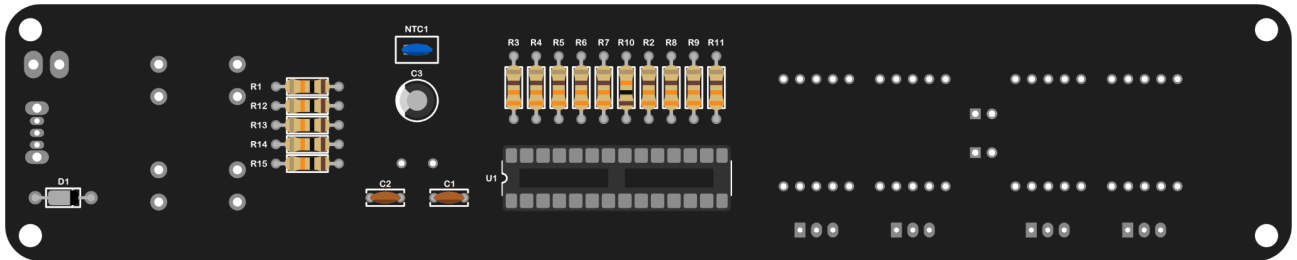 NTC1
R3 R4 R5 R6 R7 R10 R2 R8 R9 R11
C3
R1
R12
R13
R14
R15
U1
D1
C2 C1